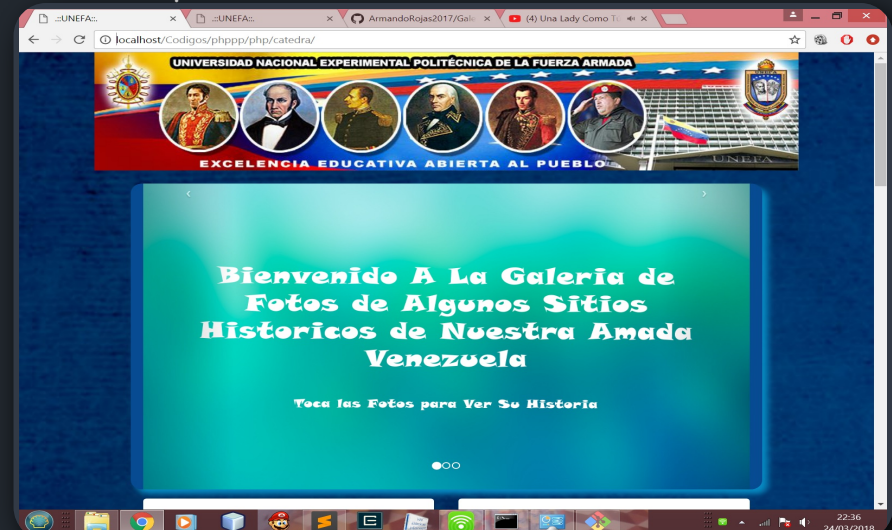 .::UNEFA::.
.::UNEFA::.
ArmandoRojas2017/Gale
(4) Una Lady Como T
localhost/Codigos/phppp/php/catedra/
UNIVERSIDAD NACIONAL EXPERIMENTAL POLITÉCNICA DE LA FUERZA ARMADA
UNEFA
EXCELENCIA EDUCATIVA ABIERTA AL PUEBLO
Bienvenido A La Galeria de
Fotos de Algunos Sitios
Historicos de Nuestra Amada
Venezuela
Toca las Fotos para Ver Su Historia
22:36
24/03/2018